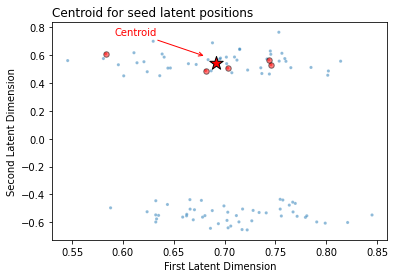 Centroid for seed latent positions
Centroid
Second Latent Dimension
0.8
0.6
0.4
0.2
0.0
−0.2
−0.4
−0.6
0.55 0.60 0.65 0.70 0.75 0.80 0.85
First Latent Dimension